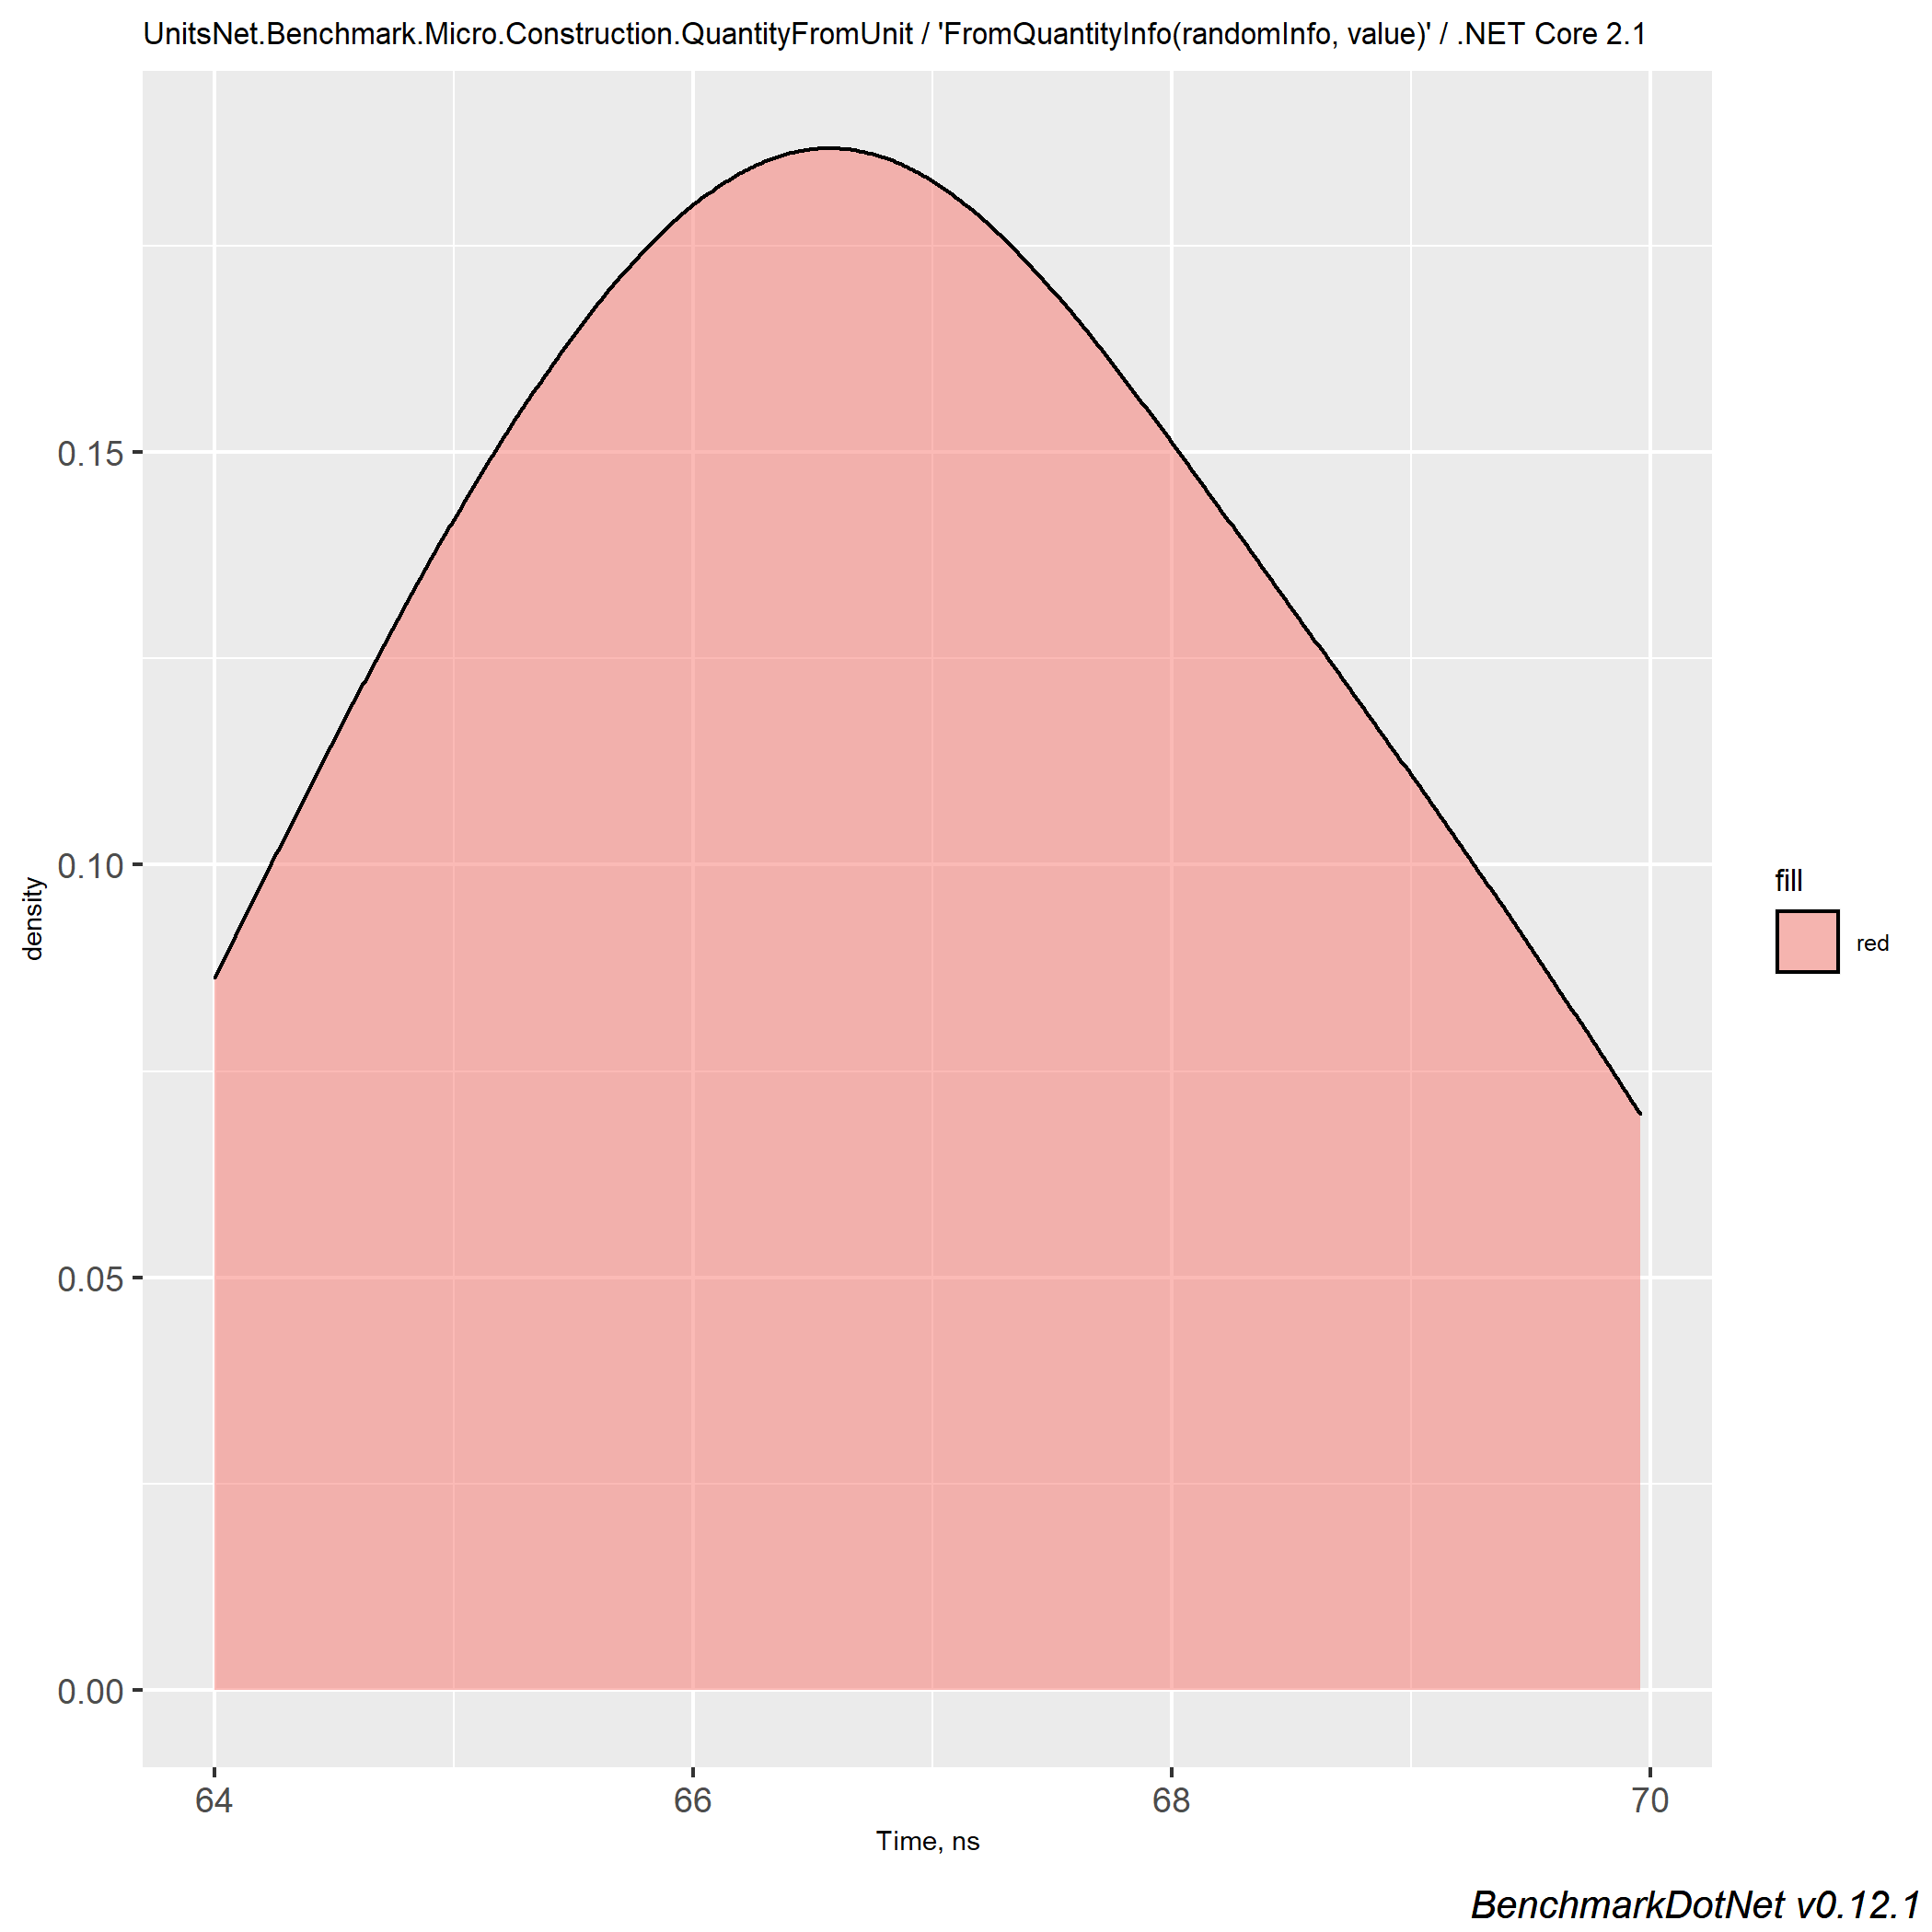 UnitsNet.Benchmark.Micro.Construction.QuantityFromUnit / 'FromQuantityInfo(randomInfo, value)' / .NET Core 2.1
0.15
0.10
0.05
0.00
density
64 66 68 70
Time, ns
fill
red
BenchmarkDotNet v0.12.1